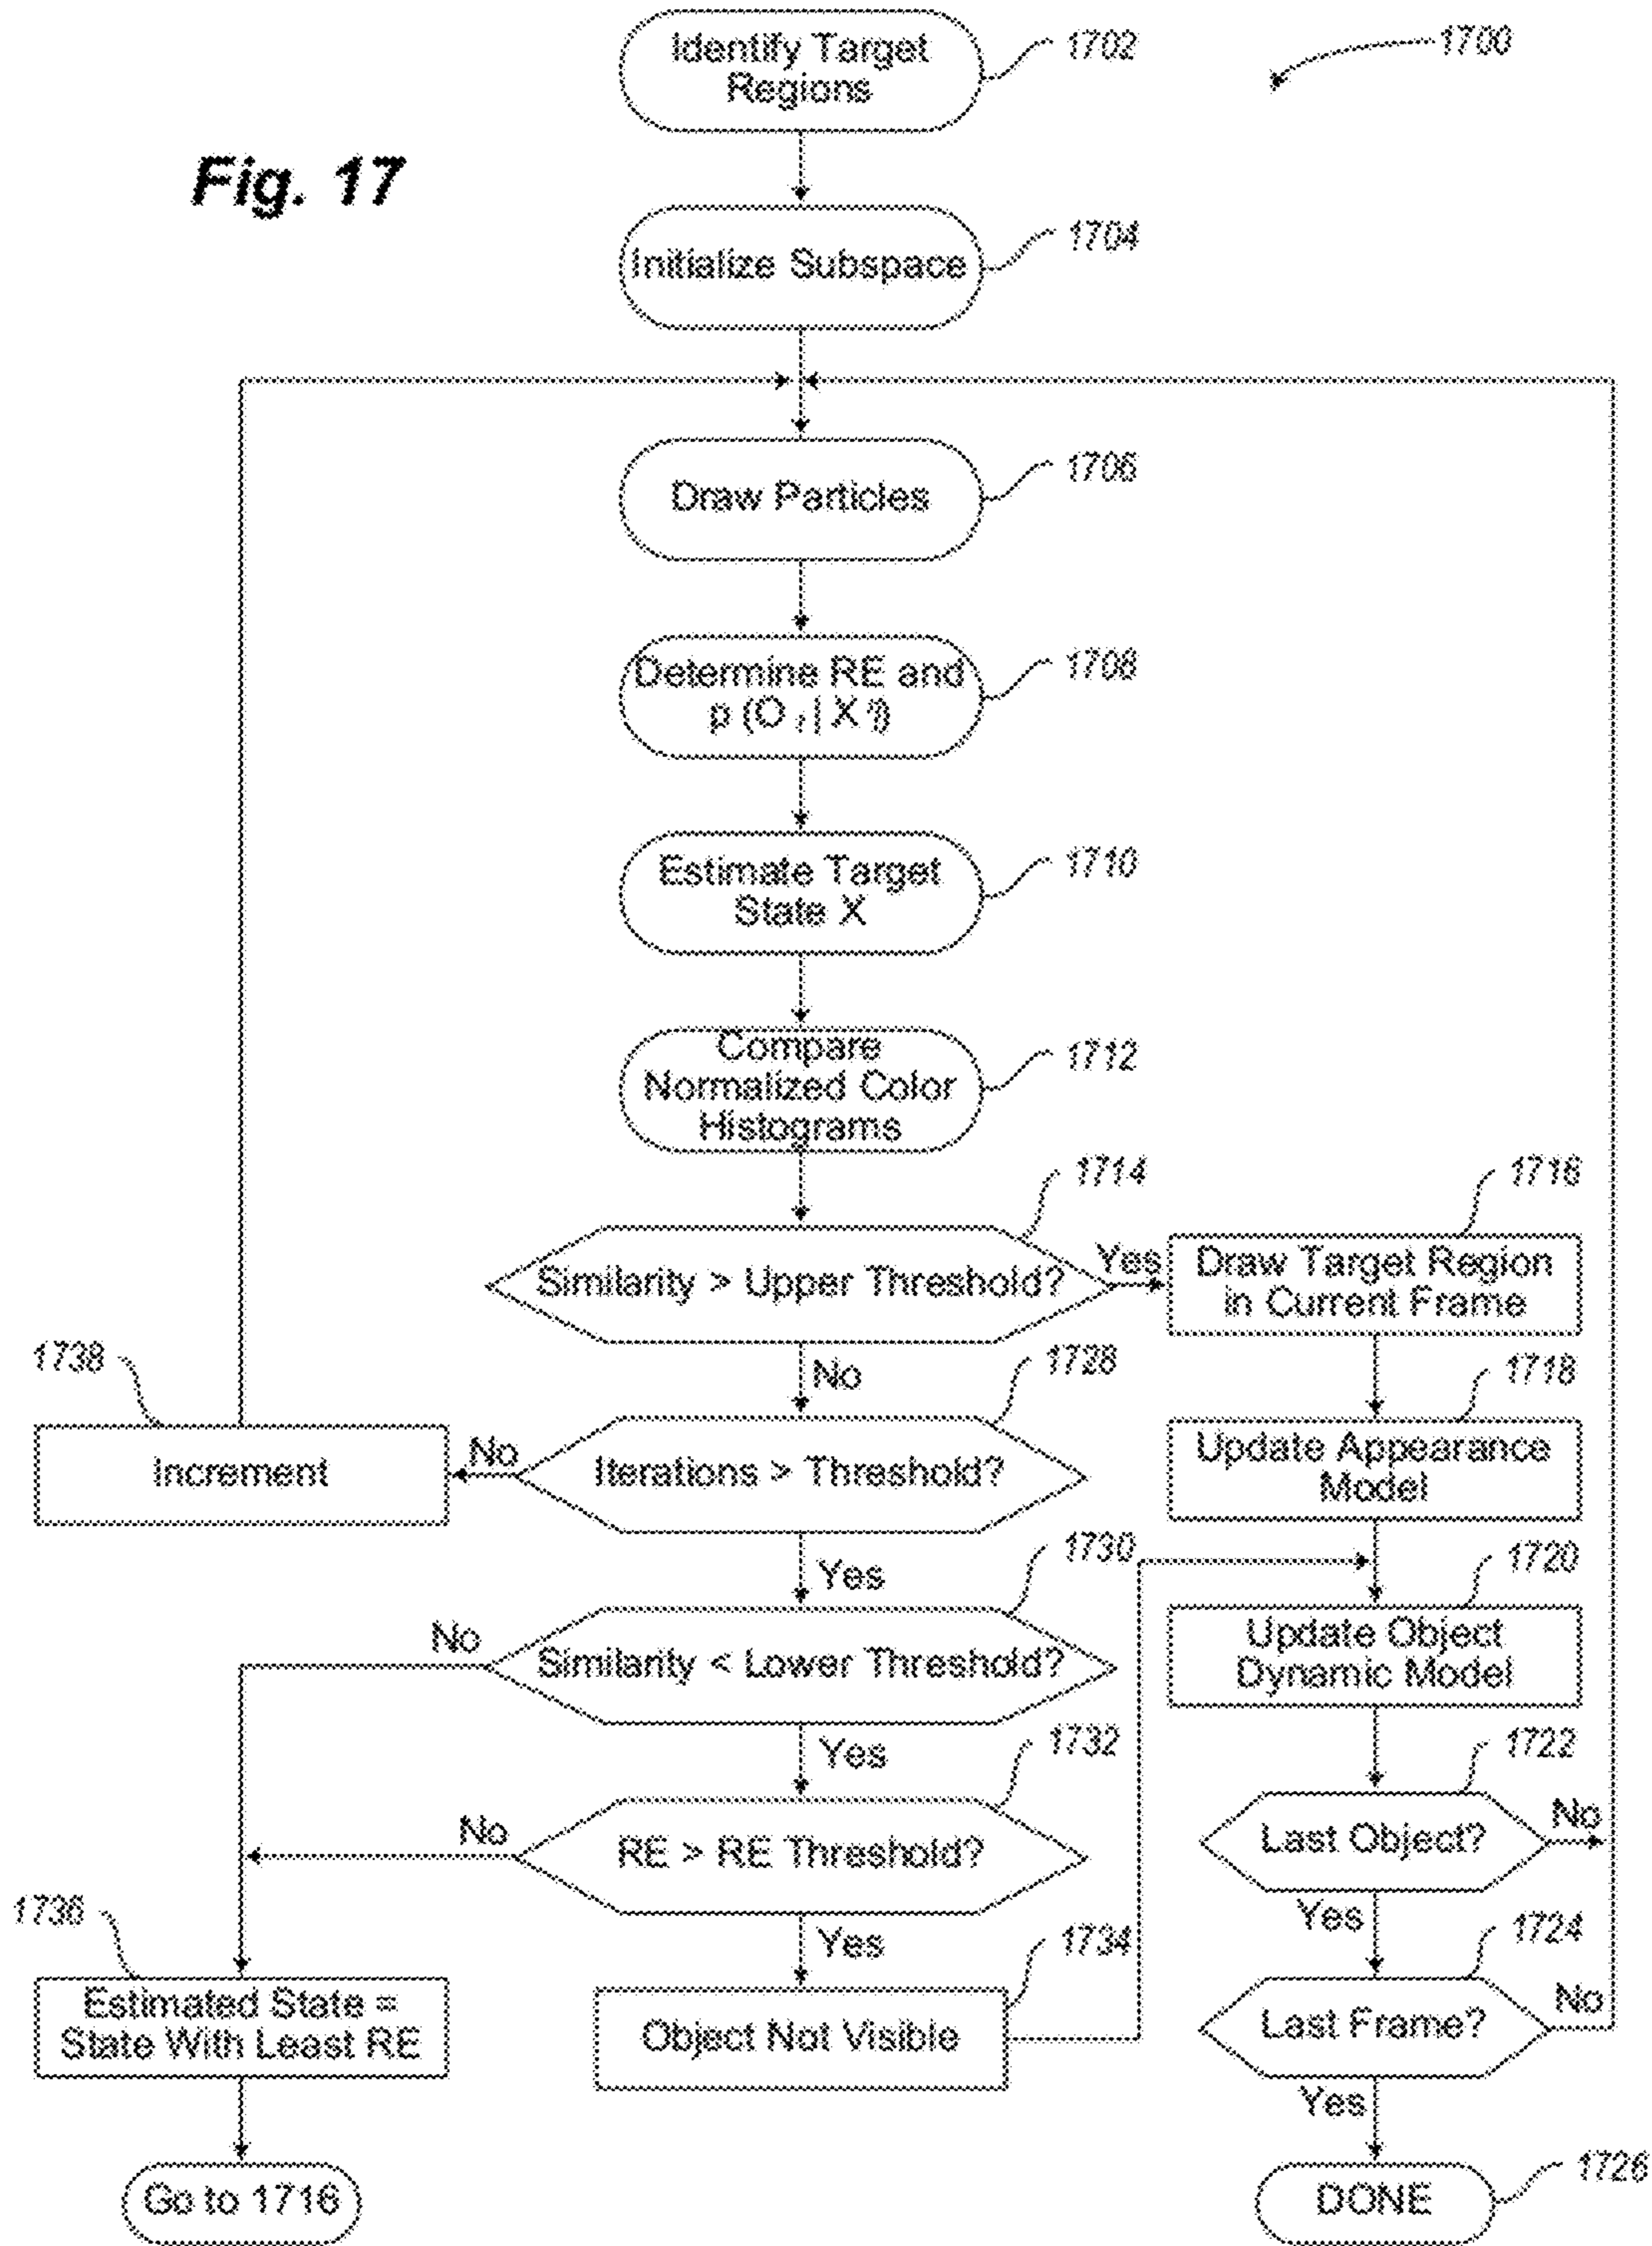 Identify Target
Regions
1702
1700
Fig. 17
Initialize Subspace
1704
Draw Particles
1706
Determine RE and
p (O t | X
1708
Estimate Target
State X
1710
Compare
Normalized Color
Histograms
1712
1714
Similarity > Upper Threshold?
Yes
1716
Draw Target Region
in Current Frame
No
1738
Increment
No
1728
Iterations > Threshold?
1718
Update Appearance
Model
Yes
1730
1720
Update Object
Dynamic Model
No
Similarity < Lower Threshold?
Yes
1732
1722
Last Object?
No
No
RE > RE Threshold?
Yes
1736
Estimated State =
State With Least RE
Yes
1734
Object Not Visible
1724
Last Frame?
No
Yes
Go to 1716
DONE
1726